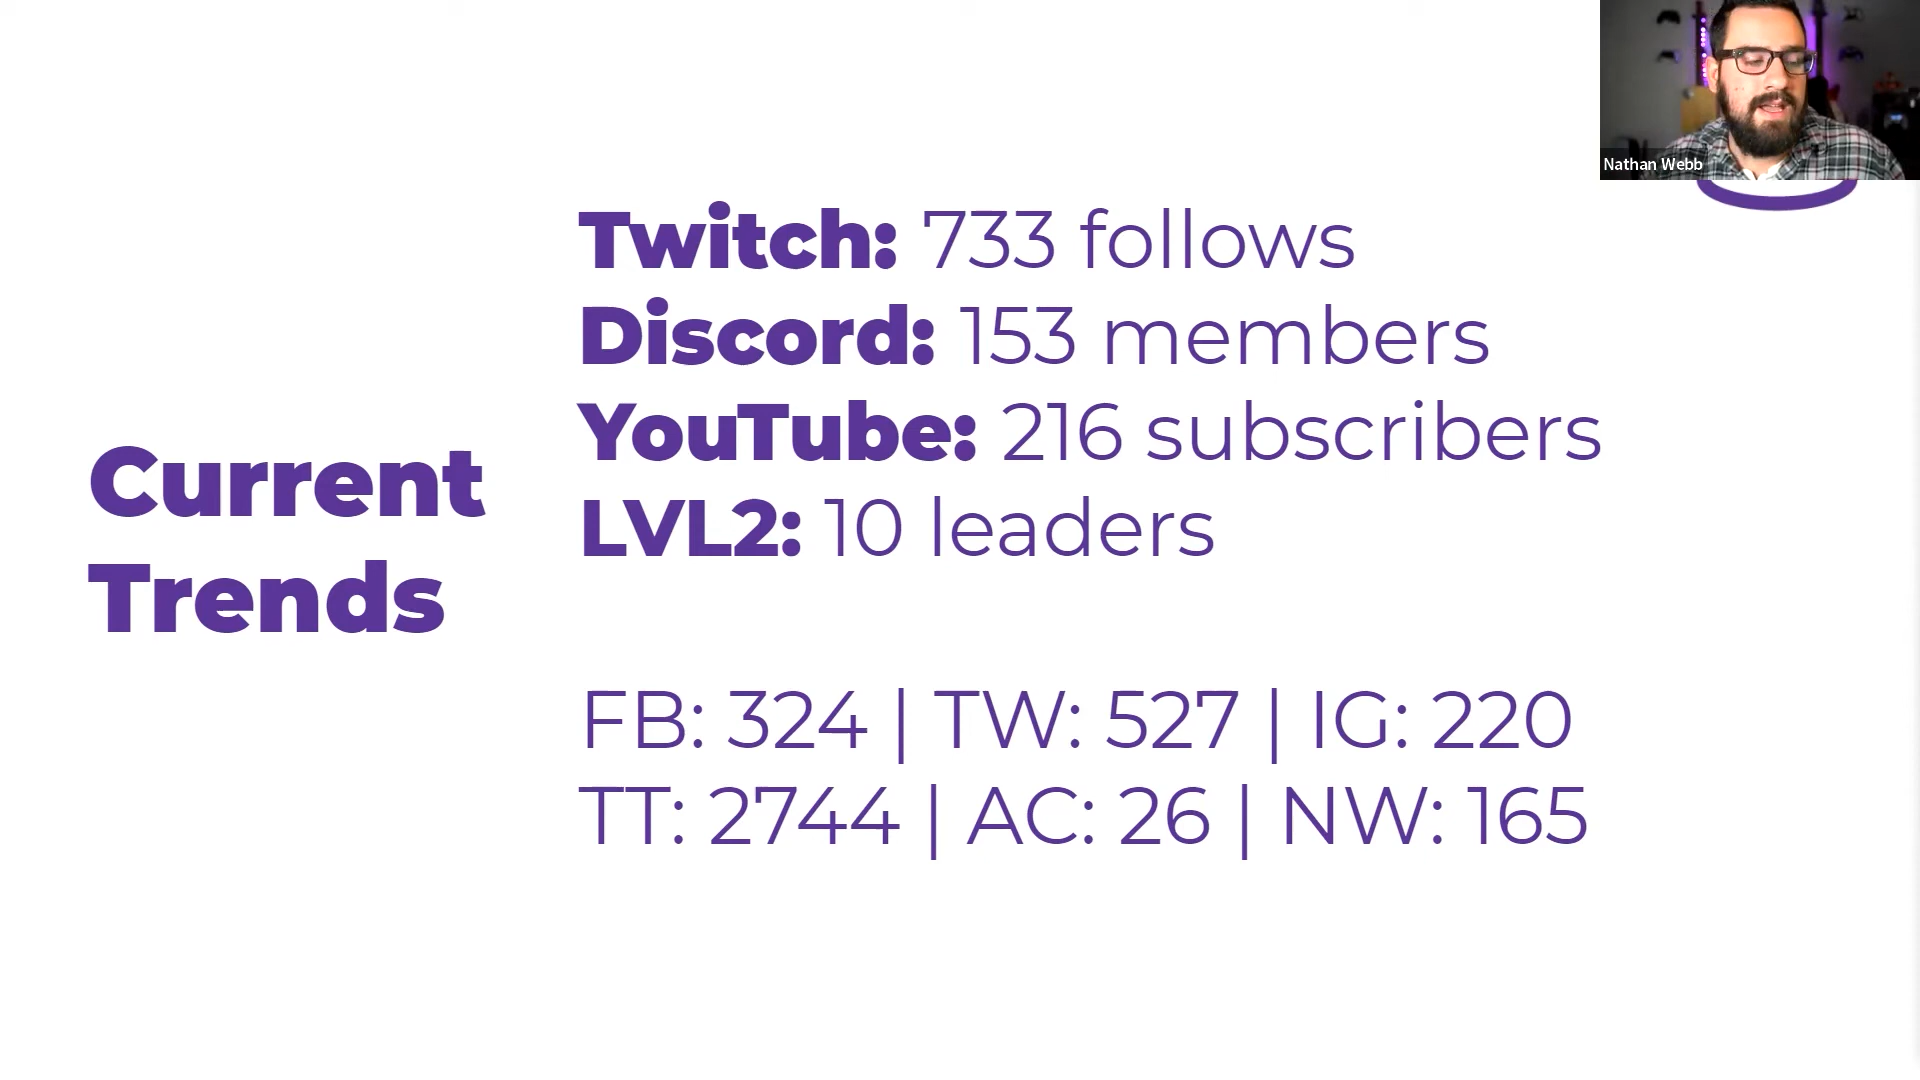 Nathan Webb
Twitch: 733 follows
Discord: 153 members
YouTube: 216 subscribers
LVL2: 10 leaders
Current
Trends
FB: 324 | TW: 527 | IG: 220
TT: 2744 | AC: 26 | NW: 165